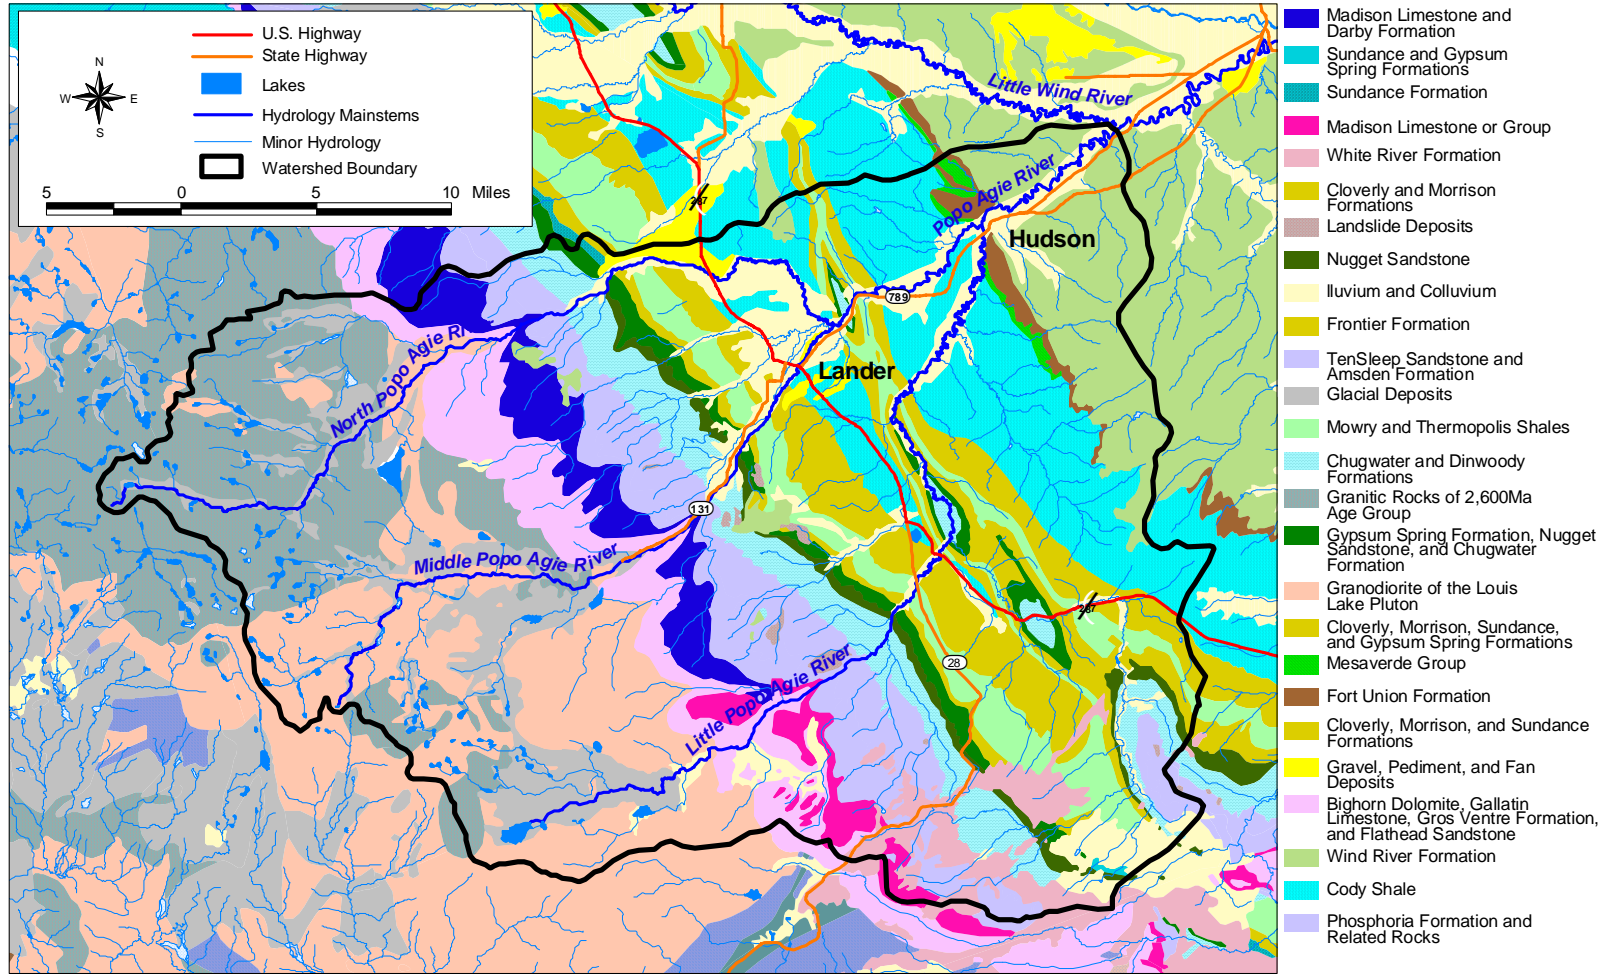 U.S. Highway
State Highway
Lakes
Hydrology Mainstems
Minor Hydrology
Watershed Boundary
N
W E
S
5 0 5 10 Miles
Little Wind River
Popo Agie River
Hudson
287
789
Lander
North Popo Agie Ri
131
Middle Popo Agie River
287
28
Little Popo Agie River
Madison Limestone and
Darby Formation
Sundance and Gypsum
Spring Formations
Sundance Formation
Madison Limestone or Group
White River Formation
Cloverly and Morrison
Formations
Landslide Deposits
Nugget Sandstone
lluvium and Colluvium
Frontier Formation
TenSleep Sandstone and
Amsden Formation
Glacial Deposits
Mowry and Thermopolis Shales
Chugwater and Dinwoody
Formations
Granitic Rocks of 2,600Ma
Age Group
Gypsum Spring Formation, Nugget
Sandstone, and Chugwater
Formation
Granodiorite of the Louis
Lake Pluton
Cloverly, Morrison, Sundance,
and Gypsum Spring Formations
Mesaverde Group
Fort Union Formation
Cloverly, Morrison, and Sundance
Formations
Gravel, Pediment, and Fan
Deposits
Bighorn Dolomite, Gallatin
Limestone, Gros Ventre Formation,
and Flathead Sandstone
Wind River Formation
Cody Shale
Phosphoria Formation and
Related Rocks